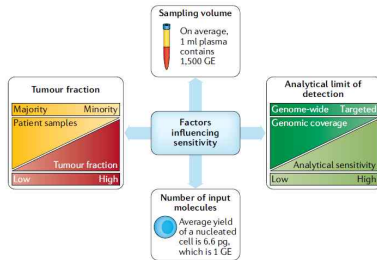 Sampling volume
On average,
1 ml plasma
contains
1,500 GE
Tumour fraction
Majority Minority
Patient samples
Tumour fraction
Low High
Factors
influencing
sensitivity
Analytical limit of
detection
Genome-wide Targeted
Genomic coverage
Analytical sensitivity
Low High
Number of input
molecules
Average yield
of a nucleated
cell is 6.6 pg,
which is 1 GE